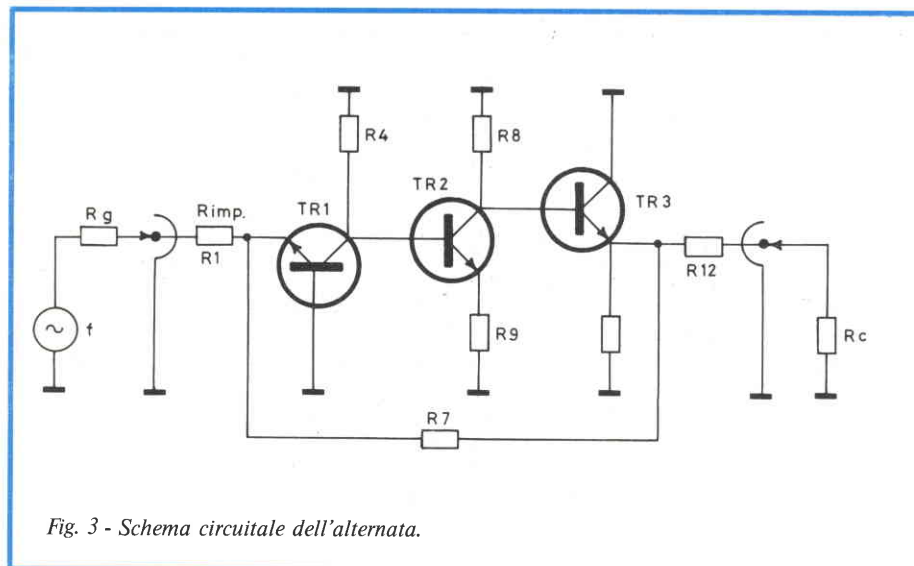 R4
R8
TR1
TR2
TR3
Rg
Rimp.
R1
R12
f
R9
Rc
R7
Fig. 3 - Schema circuitale dell'alternata.